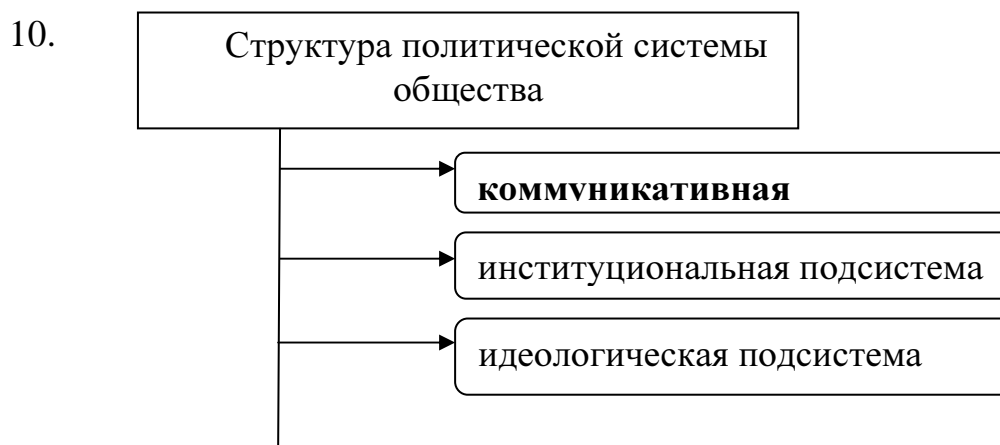 10.
Структура политической системы
общества
коммуникативная
институциональная подсистема
идеологическая подсистема